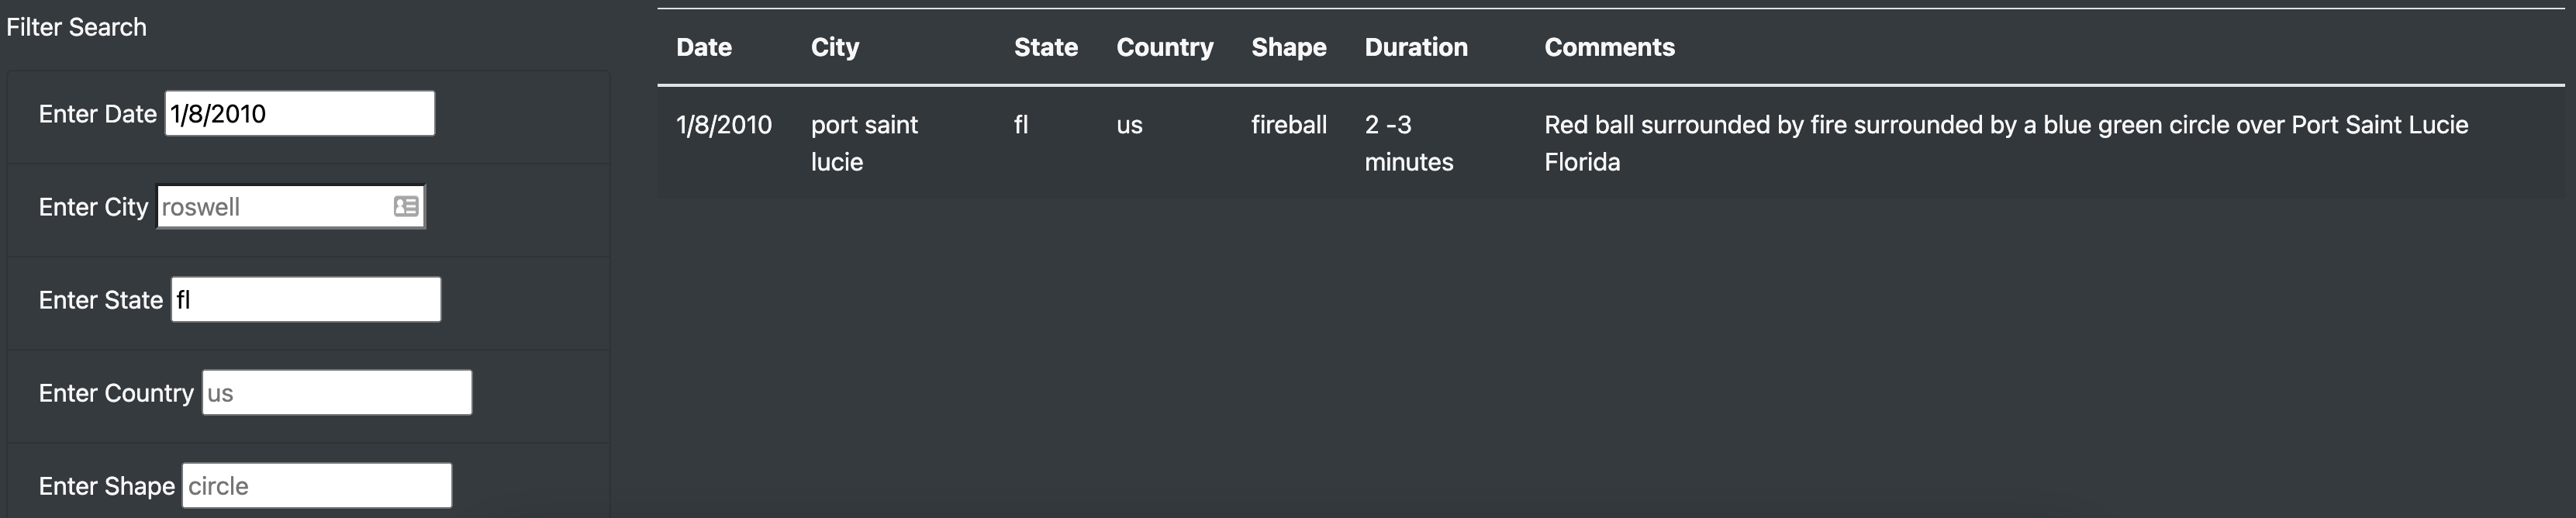 Filter Search
Enter Date 1/8/2010
Enter City roswell
Enter State fl
Enter Country us
Enter Shape circle
Date City State Country Shape Duration Comments
1/8/2010 port saint fl us fireball 2 -3 Red ball surrounded by fire surrounded by a blue green circle over Port Saint Lucie
lucie minutes Florida